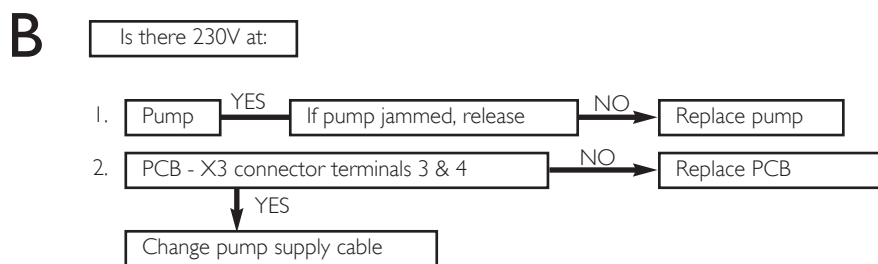 B
Is there 230V at:
1. Pump YES If pump jammed, release NO Replace pump
2. PCB - X3 connector terminals 3 & 4 NO Replace PCB
YES
Change pump supply cable